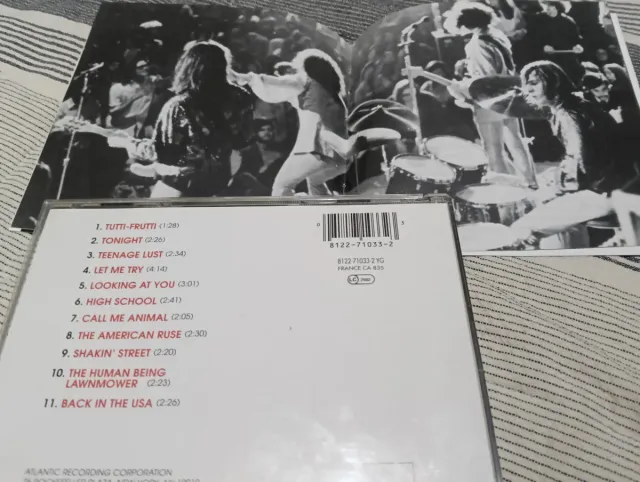 1. TUTTI-FRUTTI (1:28)
2. TONIGHT (2:26)
3. TEENAGE LUST (2:34)
4. LET ME TRY (4:14)
5. LOOKING AT YOU (3:01)
6. HIGH SCHOOL (2:41)
7. CALL ME ANIMAL (2:05)
8. THE AMERICAN RUSE (2:30)
9. SHAKIN' STREET (2:20)
10. THE HUMAN BEING
LAWNMOWER (2:23)
11. BACK IN THE USA (2:26)
0 3
8122-71033-2
8122-71033-2 YG
FRANCE CA 835
LC
ATLANTIC RECORDING CORPORATION